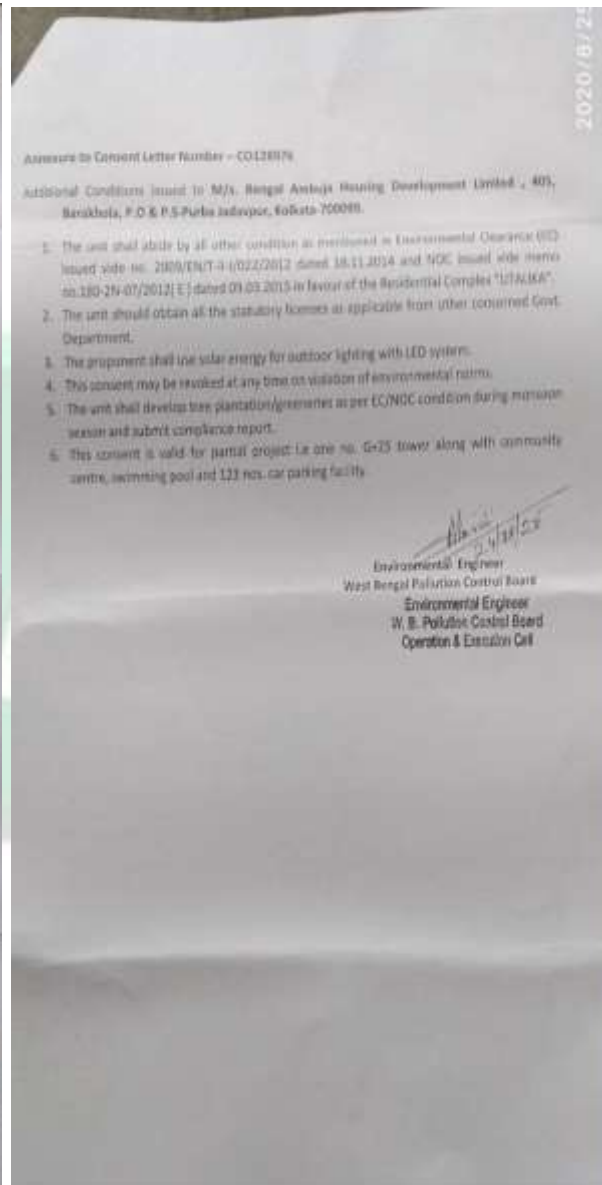 2020/8/25
Annexure to Consent Letter Number – CO128976
Additional Conditions issued to M/s. Bengal Ambuja Housing Development Limited , 405,
Barakhola, P.O & P.S-Purba Jadavpur, Kolkata-700099.
1. The unit shall abide by all other condition as mentioned in Environmental Clearance (EC)
issued vide no. 2009/EN/T-II-I/022/2012 dated 18.11.2014 and NOC issued vide memo
no.180-2N-07/2012( E ) dated 09.03.2015 in favour of the Residential Complex "UTALIKA".
2. The unit should obtain all the statutory licenses as applicable from other concerned Govt.
Department.
3. The proponent shall use solar energy for outdoor lighting with LED system.
4. This consent may be revoked at any time on violation of environmental norms.
5. The unit shall develop tree plantation/greeneries as per EC/NOC condition during monsoon
season and submit compliance report.
6. This consent is valid for partial project i.e one no. G+25 tower along with community
centre, swimming pool and 123 nos. car parking facility.
Environmental Engineer
West Bengal Pollution Control Board
Environmental Engineer
W. B. Pollution Control Board
Operation & Execution Cell